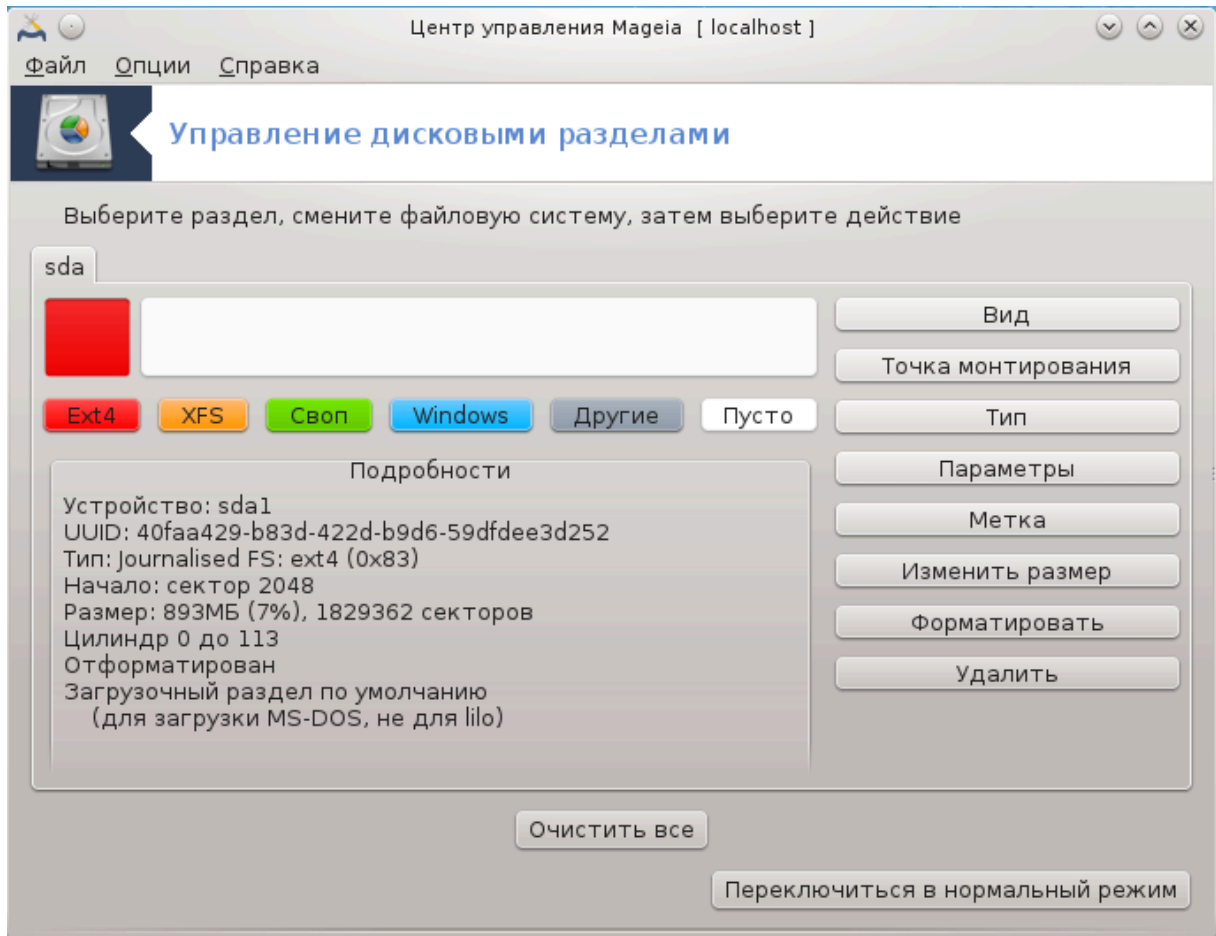 Центр управления Mageia [ localhost ]
Файл Опции Справка
Управление дисковыми разделами
Выберите раздел, смените файловую систему, затем выберите действие
sda
Ext4 XFS Своп Windows Другие Пусто
Подробности
Устройство: sda1
UUID: 40faa429-b83d-422d-b9d6-59dfdee3d252
Тип: Journalised FS: ext4 (0x83)
Начало: сектор 2048
Размер: 893МБ (7%), 1829362 секторов
Цилиндр 0 до 113
Отформатирован
Загрузочный раздел по умолчанию
(для загрузки MS-DOS, не для lilo)
Вид
Точка монтирования
Тип
Параметры
Метка
Изменить размер
Форматировать
Удалить
Очистить все
Переключиться в нормальный режим